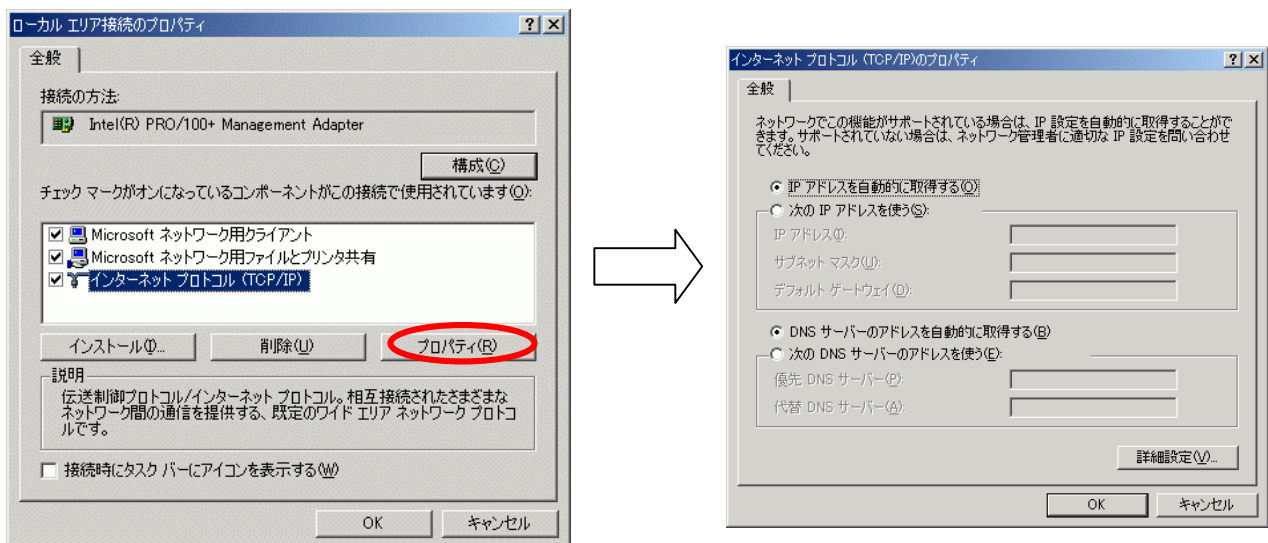 ローカル エリア接続のプロパティ
全般
接続の方法:
Intel(R) PRO/100+ Management Adapter
構成(C)
チェック マークがオンになっているコンポーネントがこの接続で使用されています(O):
Microsoft ネットワーク用クライアント
Microsoft ネットワーク用ファイルとプリンタ共有
インターネット プロトコル (TCP/IP)
インストール(I)...
削除(U)
プロパティ(R)
説明
伝送制御プロトコル/インターネット プロトコル。相互接続されたさまざまな
ネットワーク間の通信を提供する、既定のワイド エリア ネットワーク プロトコ
ルです。
接続時にタスク バーにアイコンを表示する(W)
OK
キャンセル
インターネット プロトコル (TCP/IP)のプロパティ
全般
ネットワークでこの機能がサポートされている場合は、IP 設定を自動的に取得することがで
きます。サポートされていない場合は、ネットワーク管理者に適切な IP 設定を問い合わせ
てください。
IP アドレスを自動的に取得する(O)
次の IP アドレスを使う(S):
IP アドレス(I):
サブネット マスク(U):
デフォルト ゲートウェイ(D):
DNS サーバーのアドレスを自動的に取得する(B)
次の DNS サーバーのアドレスを使う(E):
優先 DNS サーバー(P):
代替 DNS サーバー(A):
詳細設定(V)...
OK
キャンセル